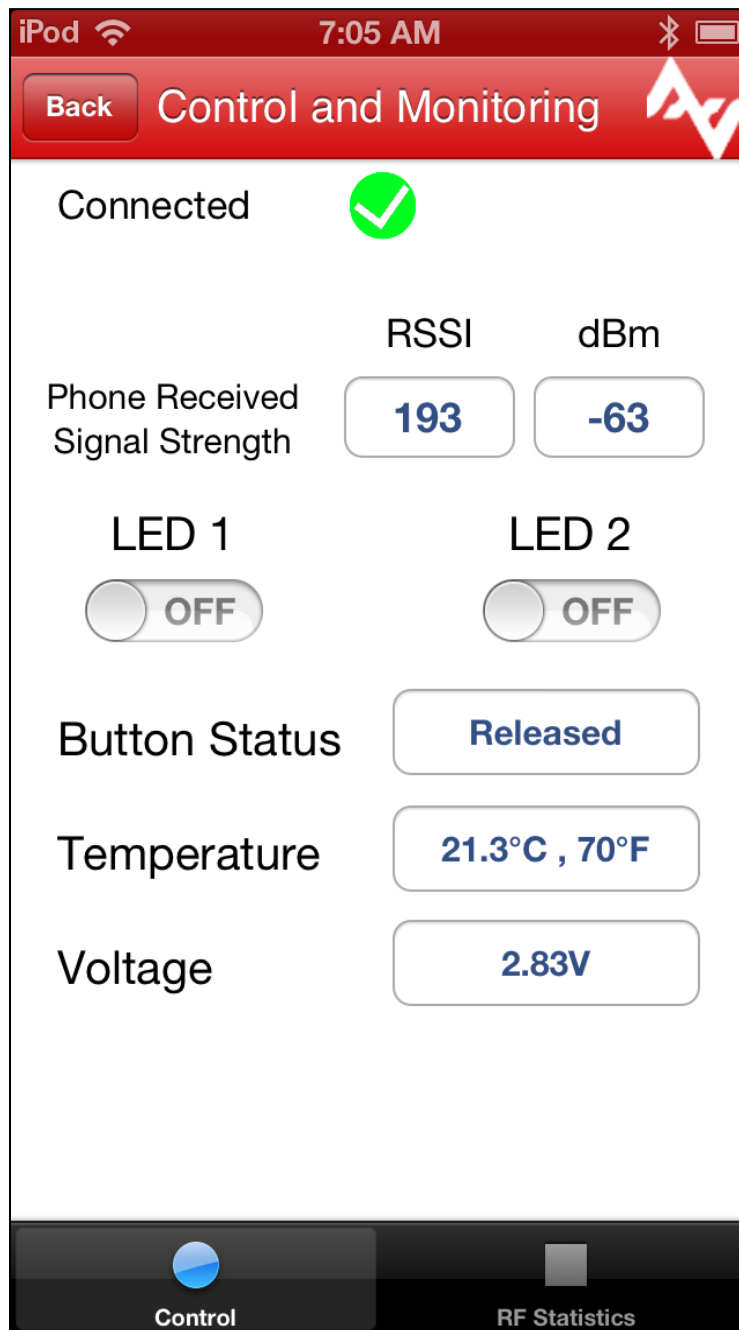 iPod 7:05 AM
Back Control and Monitoring
Connected
RSSI dBm
Phone Received
Signal Strength
193 -63
LED 1 LED 2
OFF OFF
Button Status Released
Temperature 21.3°C , 70°F
Voltage 2.83V
Control RF Statistics